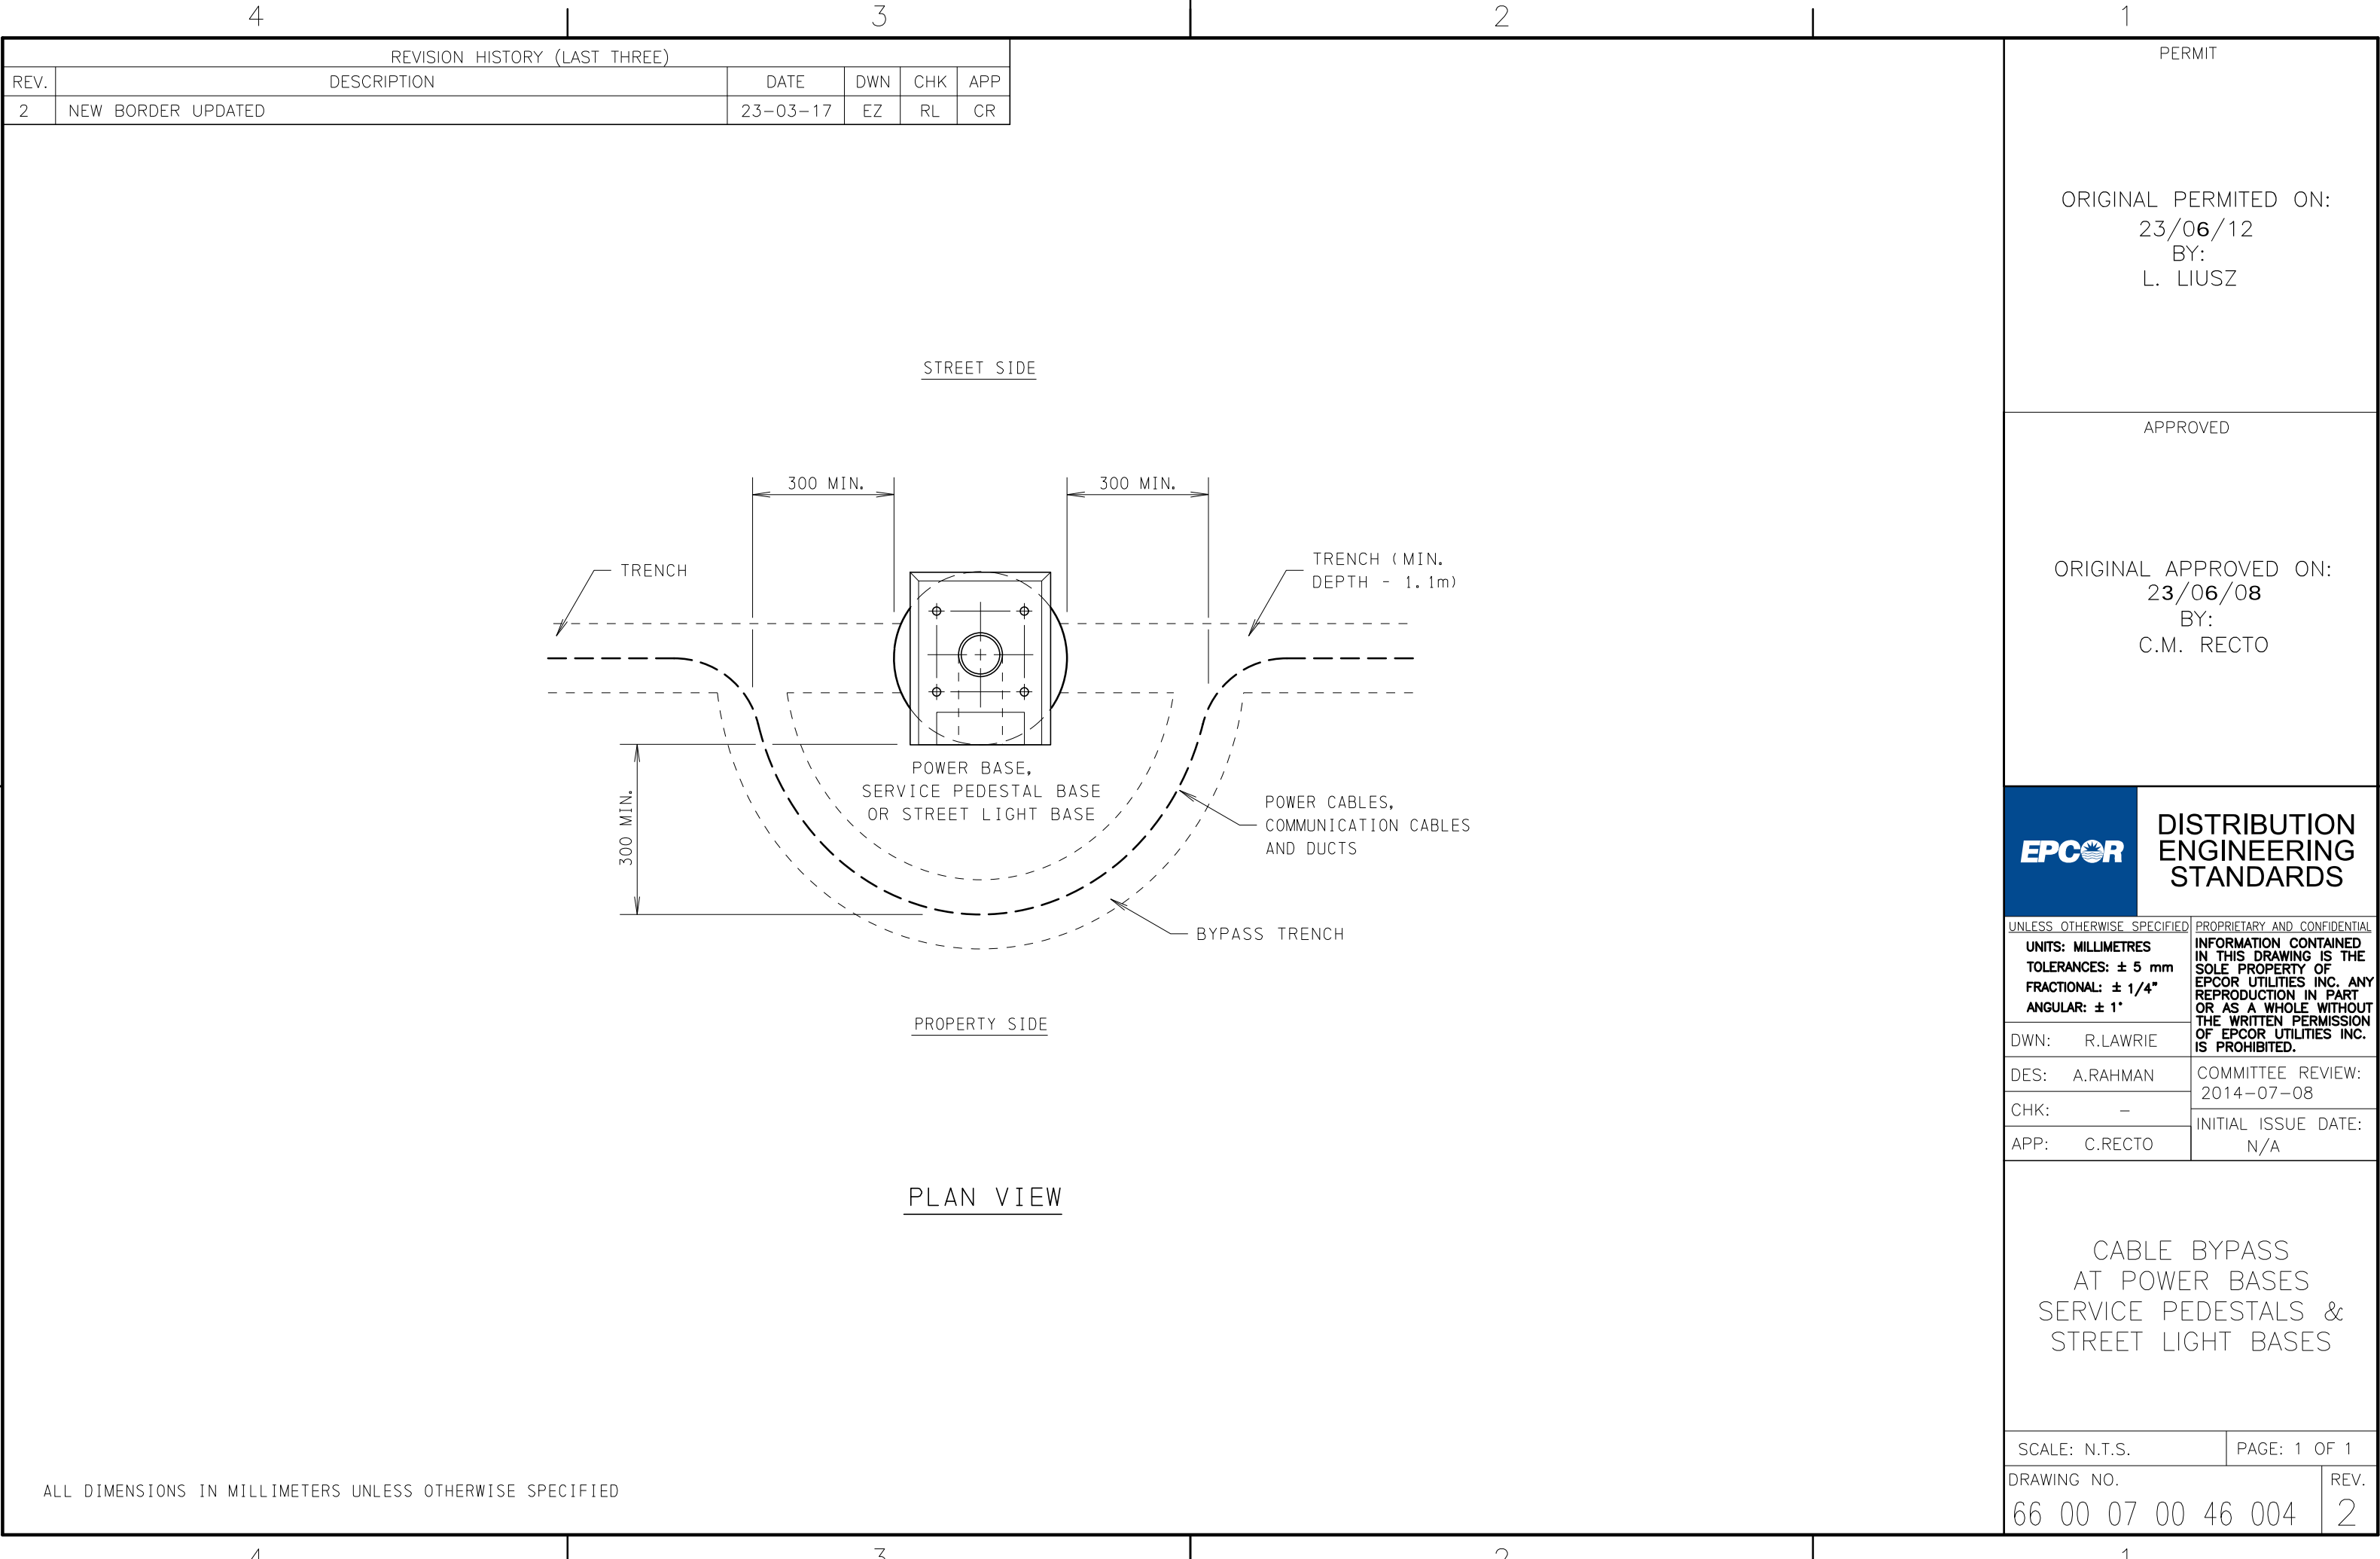 4 3 2 1
REVISION HISTORY (LAST THREE)
REV. DESCRIPTION DATE DWN CHK APP
2 NEW BORDER UPDATED 23-03-17 EZ RL CR
PERMIT
ORIGINAL PERMITED ON:
23/06/12
BY:
L. LIUSZ
APPROVED
ORIGINAL APPROVED ON:
23/06/08
BY:
C.M. RECTO
STREET SIDE
300 MIN.
300 MIN.
TRENCH
TRENCH (MIN.
DEPTH - 1.1m)
POWER BASE,
SERVICE PEDESTAL BASE
OR STREET LIGHT BASE
300 MIN.
POWER CABLES,
COMMUNICATION CABLES
AND DUCTS
BYPASS TRENCH
PROPERTY SIDE
PLAN VIEW
ALL DIMENSIONS IN MILLIMETERS UNLESS OTHERWISE SPECIFIED
EPCOR
DISTRIBUTION
ENGINEERING
STANDARDS
UNLESS OTHERWISE SPECIFIED
UNITS: MILLIMETRES
TOLERANCES: ± 5 mm
FRACTIONAL: ± 1/4"
ANGULAR: ± 1°
PROPRIETARY AND CONFIDENTIAL
INFORMATION CONTAINED
IN THIS DRAWING IS THE
SOLE PROPERTY OF
EPCOR UTILITIES INC. ANY
REPRODUCTION IN PART
OR AS A WHOLE WITHOUT
THE WRITTEN PERMISSION
OF EPCOR UTILITIES INC.
IS PROHIBITED.
DWN: R.LAWRIE
DES: A.RAHMAN
CHK: -
APP: C.RECTO
COMMITTEE REVIEW:
2014-07-08
INITIAL ISSUE DATE:
N/A
CABLE BYPASS
AT POWER BASES
SERVICE PEDESTALS &
STREET LIGHT BASES
SCALE: N.T.S. PAGE: 1 OF 1
DRAWING NO. REV.
66 00 07 00 46 004 2
4 3 2 1